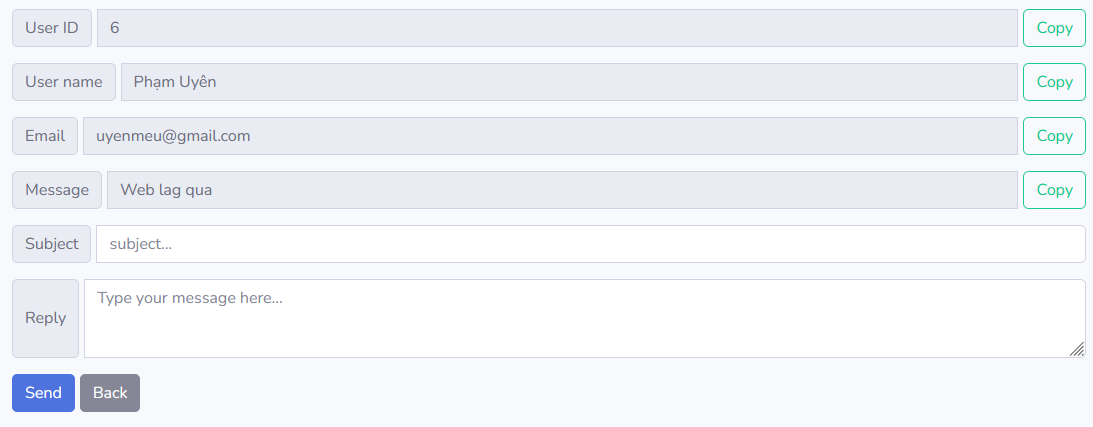 User ID 6 Copy
User name Phạm Uyên Copy
Email uyenmeu@gmail.com Copy
Message Web lag qua Copy
Subject subject...
Reply Type your message here...
Send Back